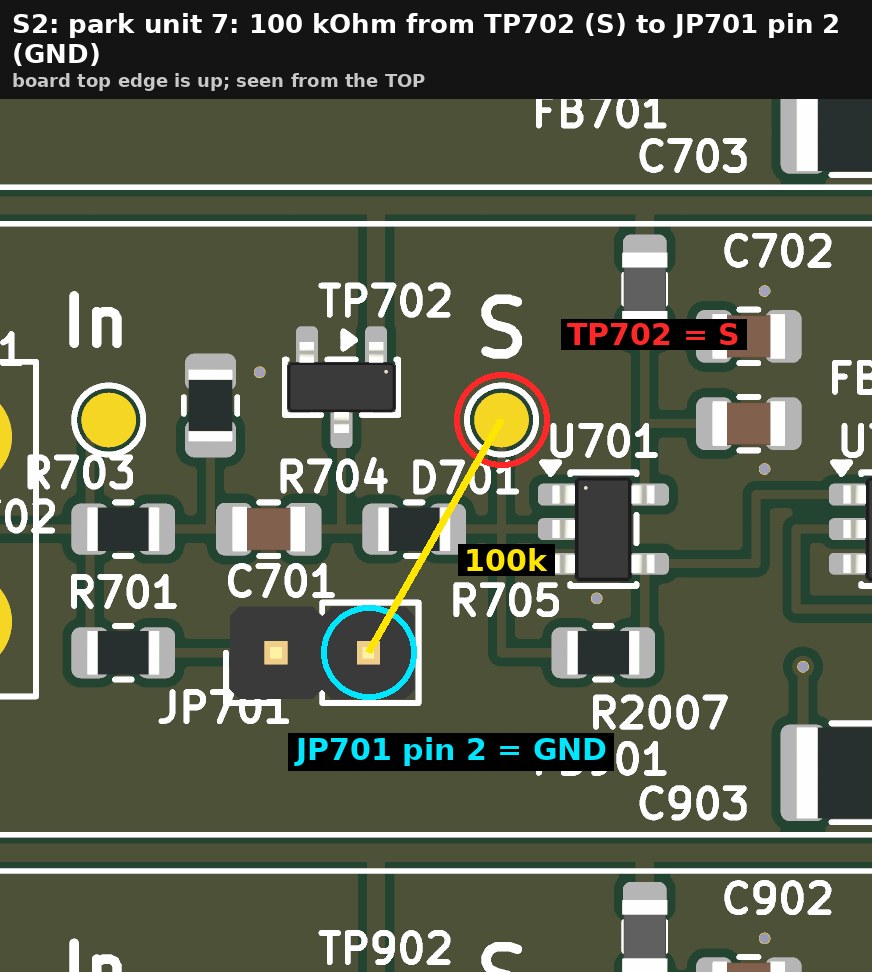 S2: park unit 7: 100 kOhm from TP702 (S) to JP701 pin 2
(GND)
board top edge is up; seen from the TOP
FB701
C703
C702
TP702
In
S
TP702 = S
1
FB
U701
R703
R704
D701
02
100k
R701
C701
R705
JP701
R2007
JP701 pin 2 = GND
C903
C902
TP902
In
S